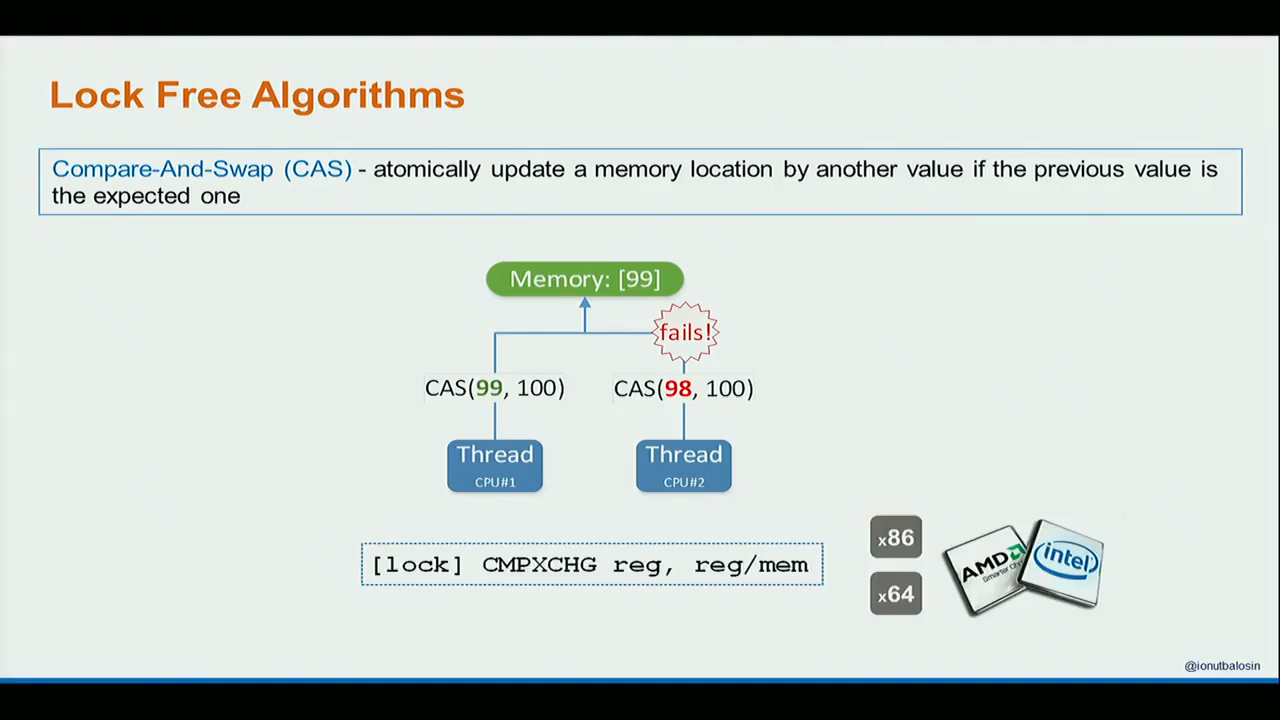 Lock Free Algorithms
Compare-And-Swap (CAS) - atomically update a memory location by another value if the previous value is
the expected one
Memory: [99]
fails!
CAS(99, 100)
CAS(98, 100)
Thread
CPU#1
Thread
CPU#2
[lock] CMPXCHG reg, reg/mem
x86
x64
AMD
intel
@ionutbalosin